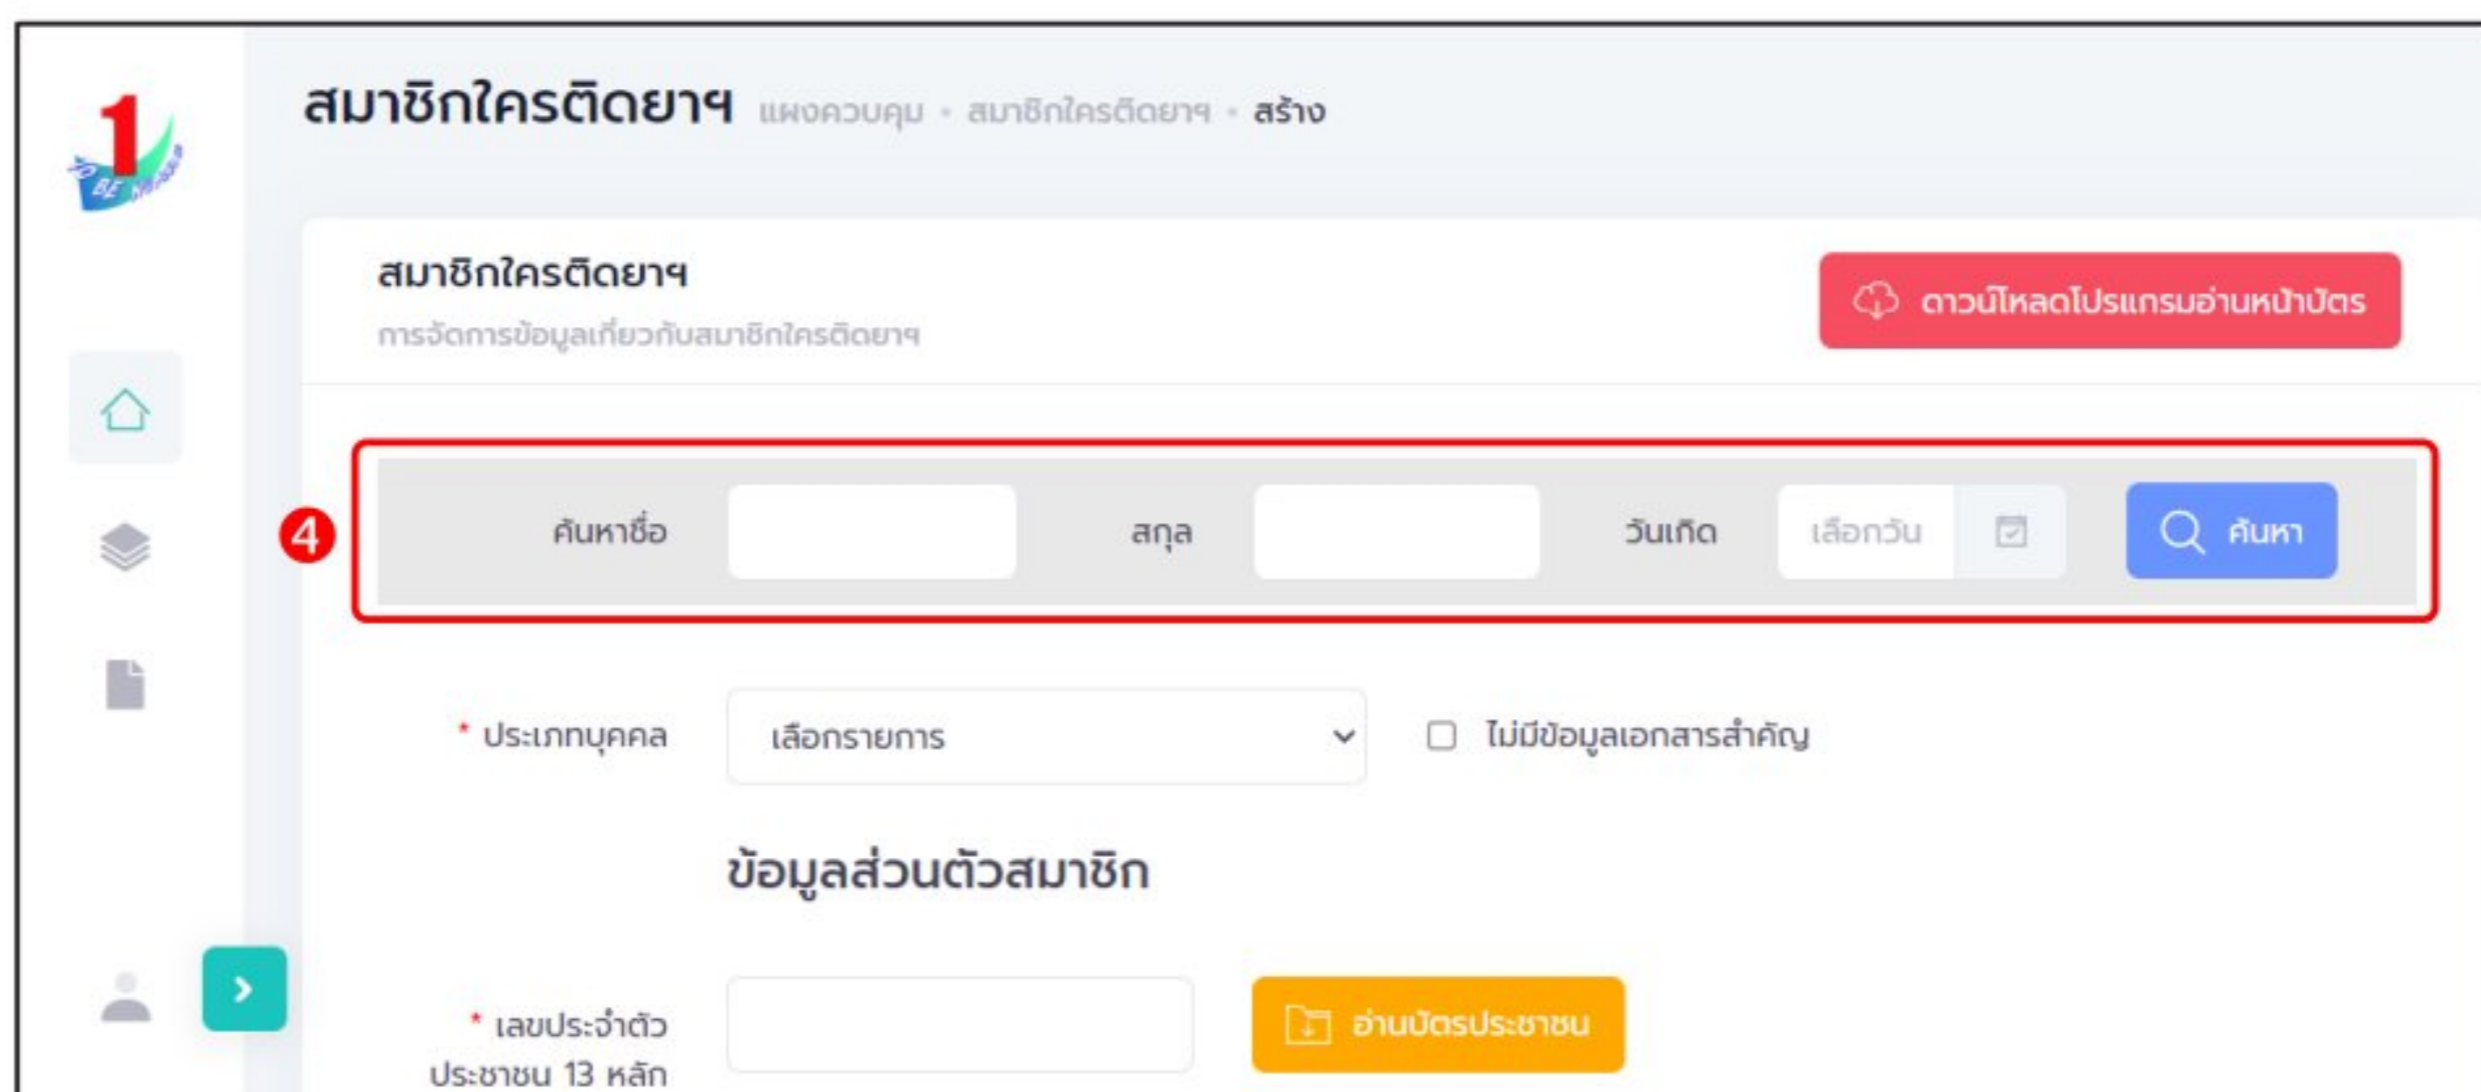 1
TO BE NUMBER
สมาชิกใครติดยาฯ แผงควบคุม - สมาชิกใครติดยาฯ - สร้าง
สมาชิกใครติดยาฯ
การจัดการข้อมูลเกี่ยวกับสมาชิกใครติดยาฯ
ดาวน์โหลดโปรแกรมอ่านหน้าบัตร
4
ค้นหาชื่อ สกุล วันเกิด เลือกวัน ค้นหา
* ประเภทบุคคล เลือกรายการ ไม่มีข้อมูลเอกสารสำคัญ
ข้อมูลส่วนตัวสมาชิก
* เลขประจำตัว
ประชาชน 13 หลัก
อ่านบัตรประชาชน